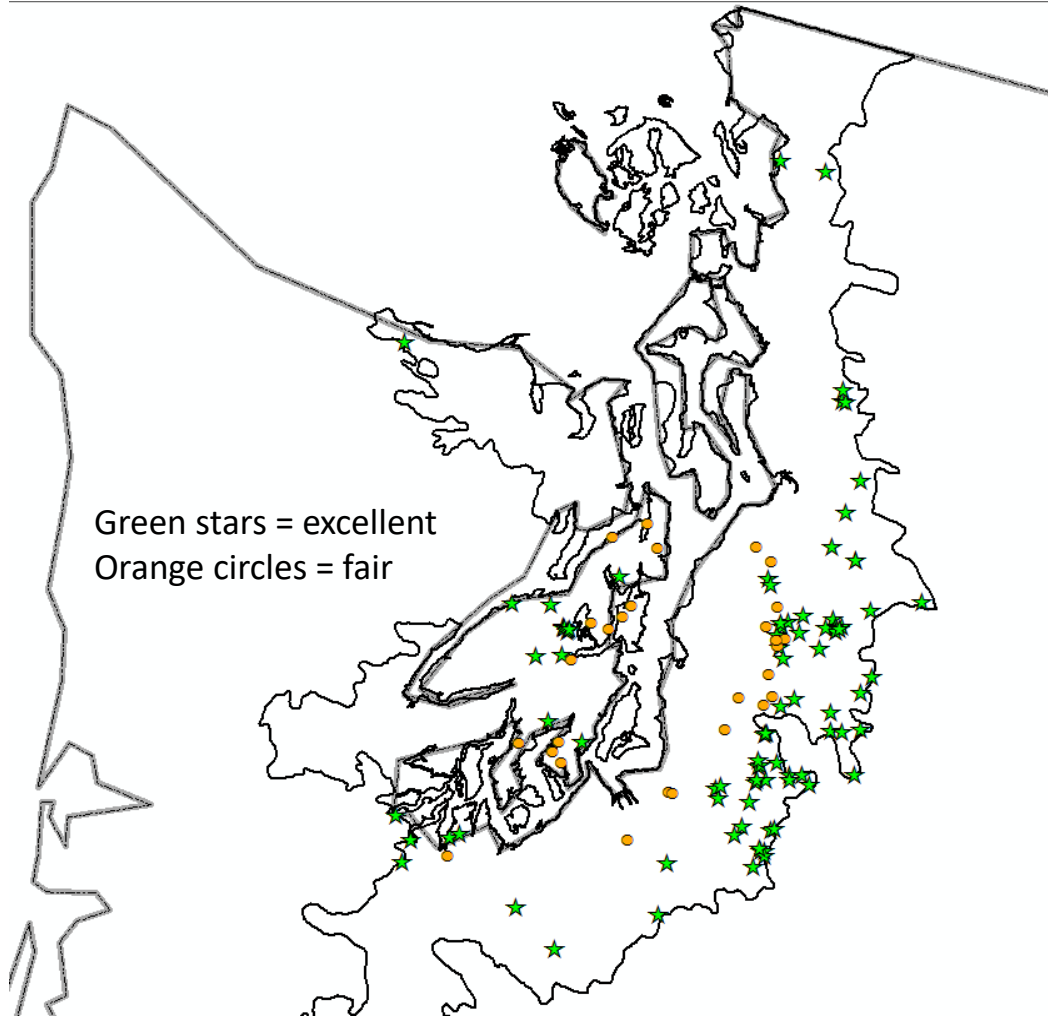 Green stars = excellent
Orange circles = fair